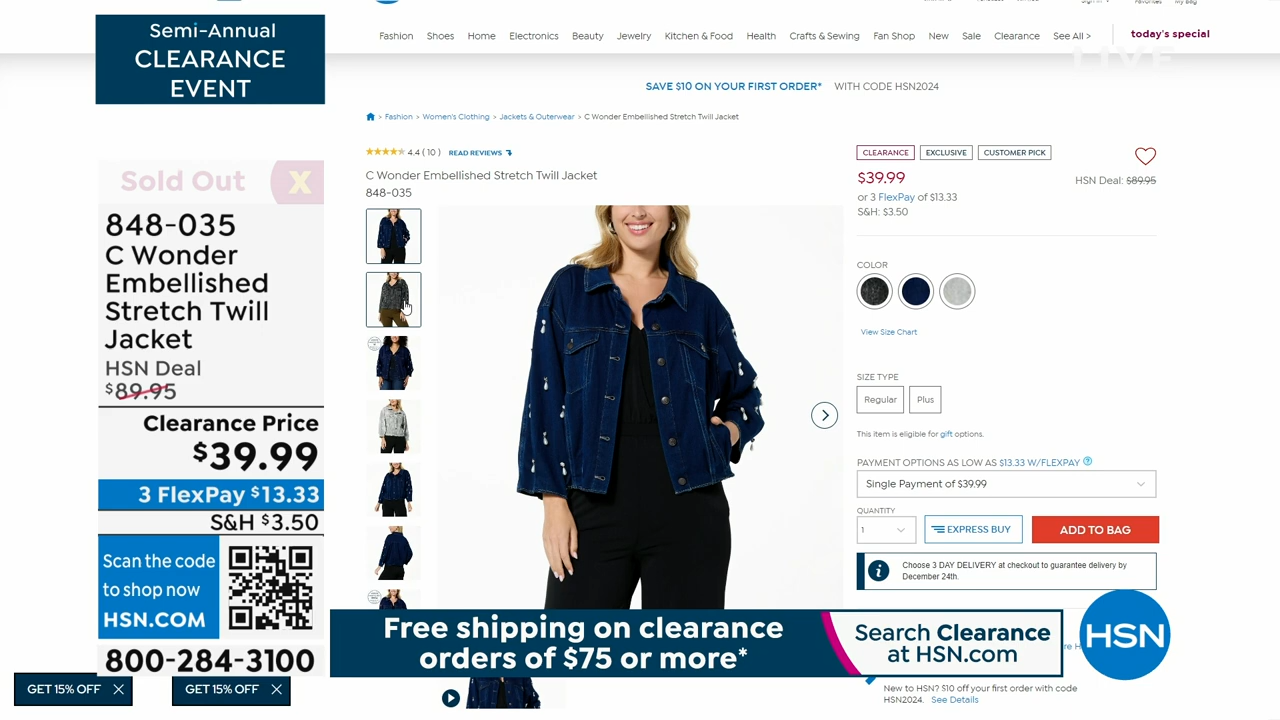 Semi-Annual
CLEARANCE
EVENT
Fashion Shoes Home Electronics Beauty Jewelry Kitchen & Food Health Crafts & Sewing Fan Shop New Sale Clearance See All > today's special
LIVE
SAVE $10 ON YOUR FIRST ORDER* WITH CODE HSN2024
> Fashion > Women's Clothing > Jackets & Outerwear > C Wonder Embellished Stretch Twill Jacket
4.4 ( 10 ) READ REVIEWS
C Wonder Embellished Stretch Twill Jacket
848-035
CLEARANCE EXCLUSIVE CUSTOMER PICK
$39.99
HSN Deal: $89.95
or 3 FlexPay of $13.33
S&H: $3.50
COLOR
View Size Chart
SIZE TYPE
Regular Plus
This item is eligible for gift options.
PAYMENT OPTIONS AS LOW AS $13.33 W/FLEXPAY ?
Single Payment of $39.99
QUANTITY
1
EXPRESS BUY
ADD TO BAG
Choose 3 DAY DELIVERY at checkout to guarantee delivery by
December 24th.
New to HSN? $10 off your first order with code
HSN2024. See Details
Sold Out X
848-035
C Wonder
Embellished
Stretch Twill
Jacket
HSN Deal
$89.95
Clearance Price
$39.99
3 FlexPay $13.33
S&H $3.50
Scan the code
to shop now
HSN.COM
800-284-3100
GET 15% OFF X
GET 15% OFF X
Free shipping on clearance
orders of $75 or more*
Search Clearance
at HSN.com
HSN